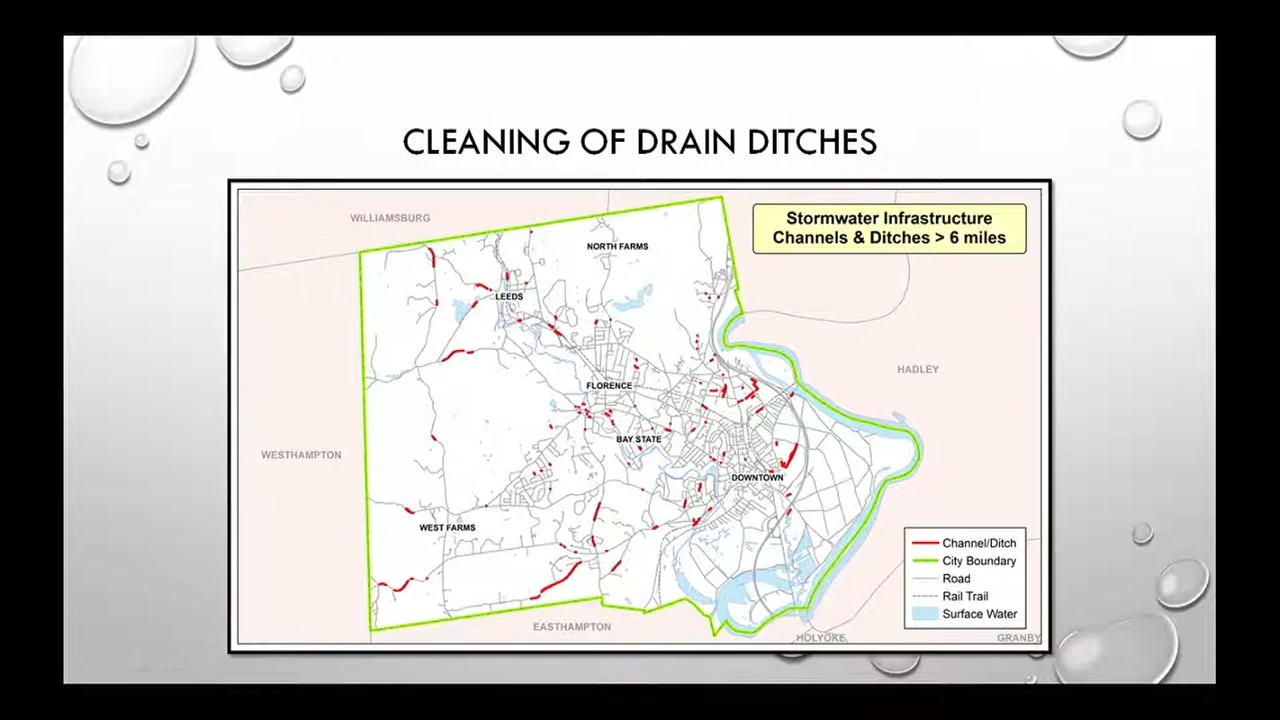 CLEANING OF DRAIN DITCHES
WILLIAMSBURG
Stormwater Infrastructure
Channels & Ditches > 6 miles
NORTH FARMS
LEEDS
HADLEY
FLORENCE
BAY STATE
WESTHAMPTON
DOWNTOWN
WEST FARMS
Channel/Ditch
City Boundary
Road
Rail Trail
Surface Water
EASTHAMPTON
HOLYOKE
GRANBY